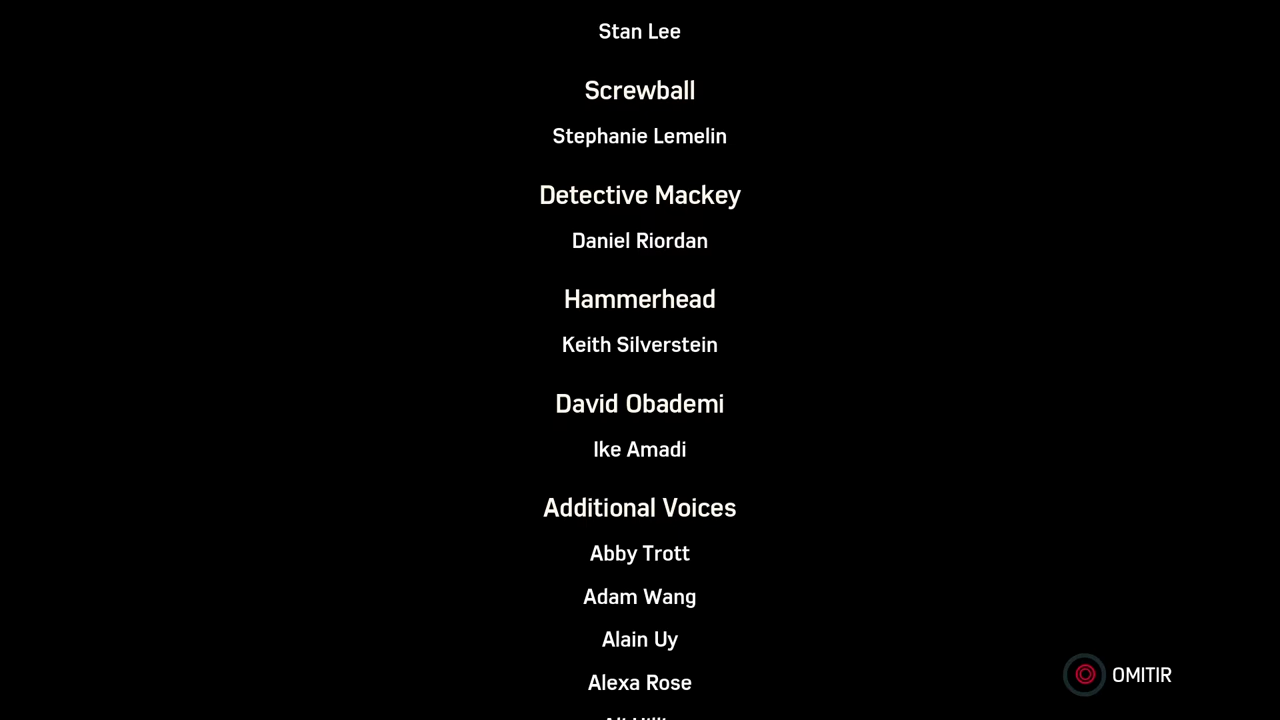 Stan Lee
Screwball
Stephanie Lemelin
Detective Mackey
Daniel Riordan
Hammerhead
Keith Silverstein
David Obademi
Ike Amadi
Additional Voices
Abby Trott
Adam Wang
Alain Uy
Alexa Rose
OMITIR